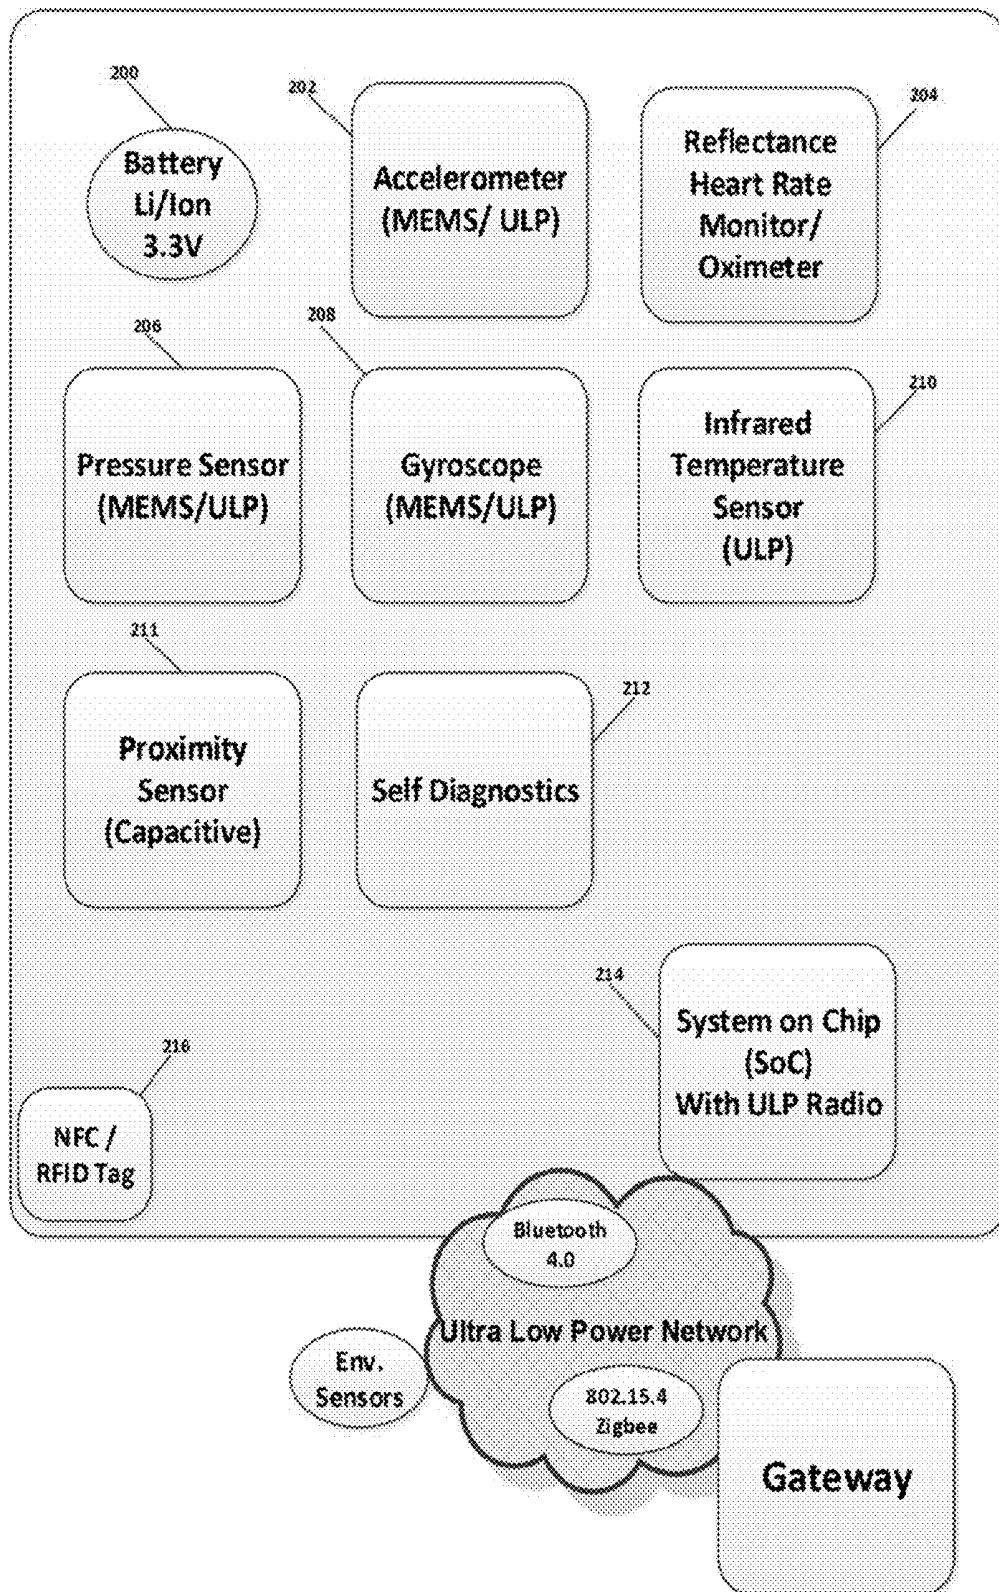 200
Battery
Li/Ion
3.3V
202
Accelerometer
(MEMS/ ULP)
204
Reflectance
Heart Rate
Monitor/
Oximeter
206
Pressure Sensor
(MEMS/ULP)
208
Gyroscope
(MEMS/ULP)
210
Infrared
Temperature
Sensor
(ULP)
211
Proximity
Sensor
(Capacitive)
212
Self Diagnostics
214
System on Chip
(SoC)
With ULP Radio
216
NFC /
RFID Tag
Bluetooth
4.0
Ultra Low Power Network
Env.
Sensors
802.15.4
Zigbee
Gateway